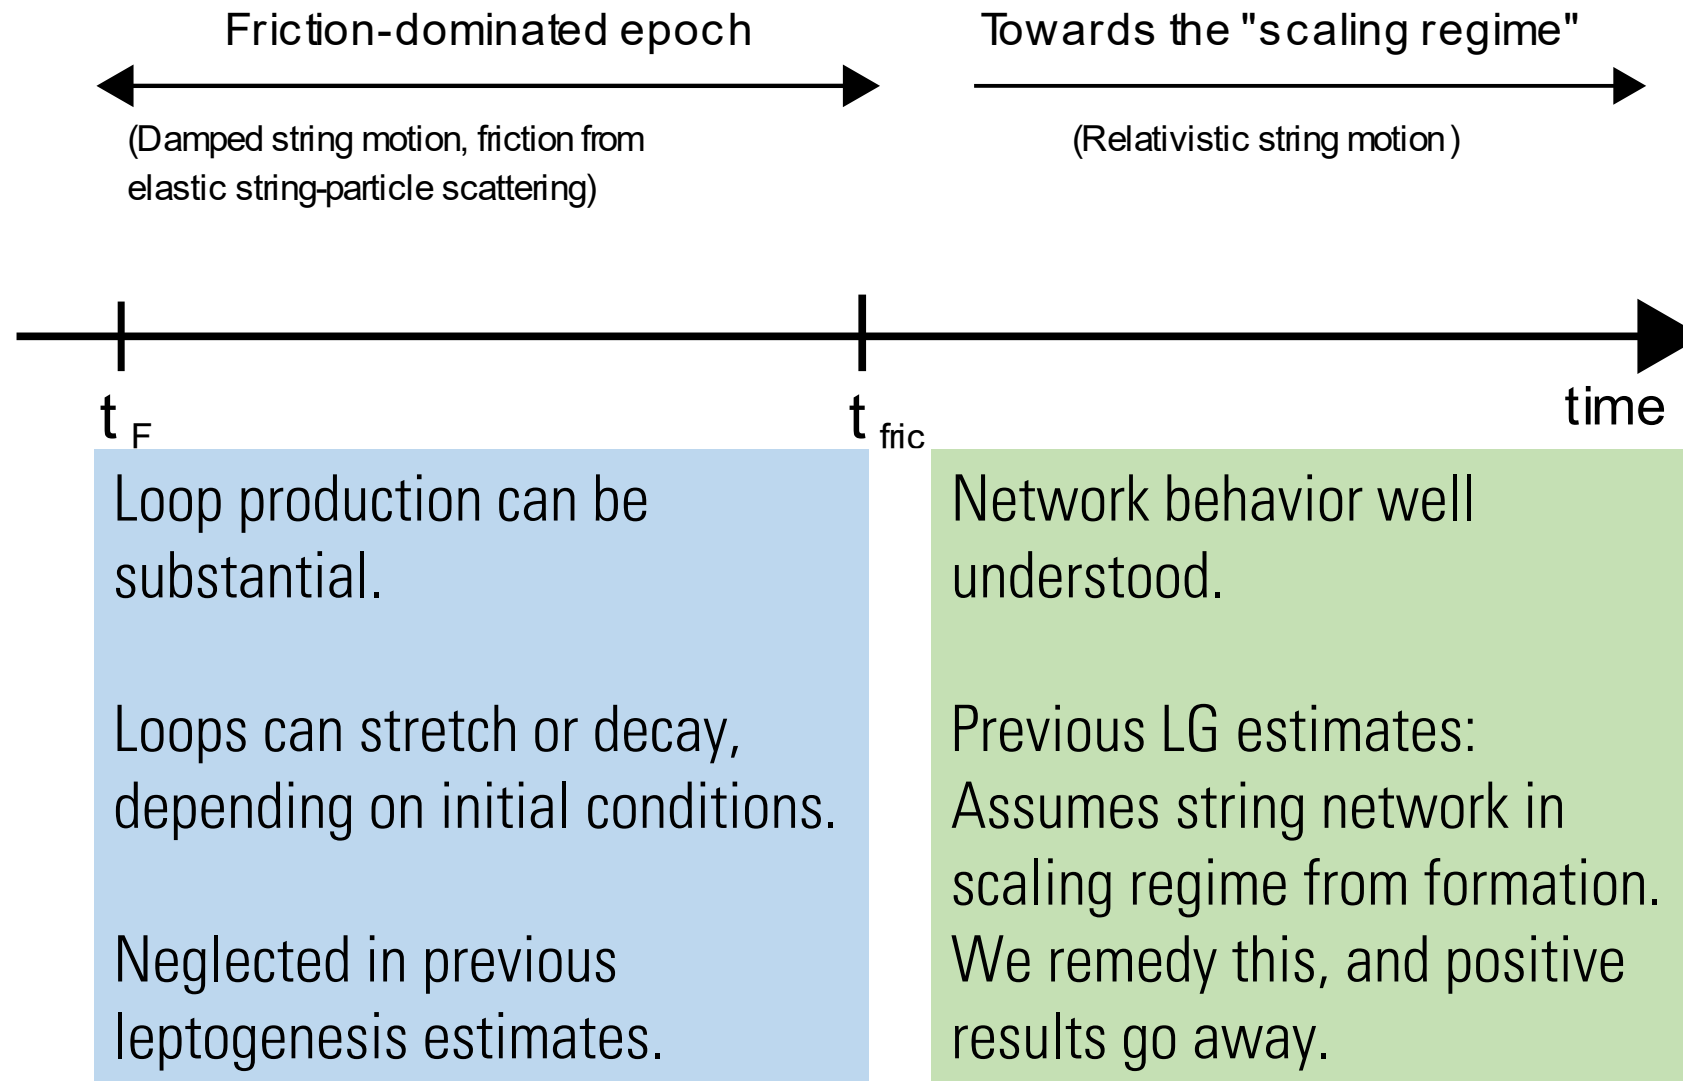 Friction-dominated epoch
Towards the "scaling regime"
(Damped string motion, friction from
elastic string-particle scattering)
(Relativistic string motion)
t F
t fric
time
Loop production can be
substantial.
Loops can stretch or decay,
depending on initial conditions.
Neglected in previous
leptogenesis estimates.
Network behavior well
understood.
Previous LG estimates:
Assumes string network in
scaling regime from formation.
We remedy this, and positive
results go away.